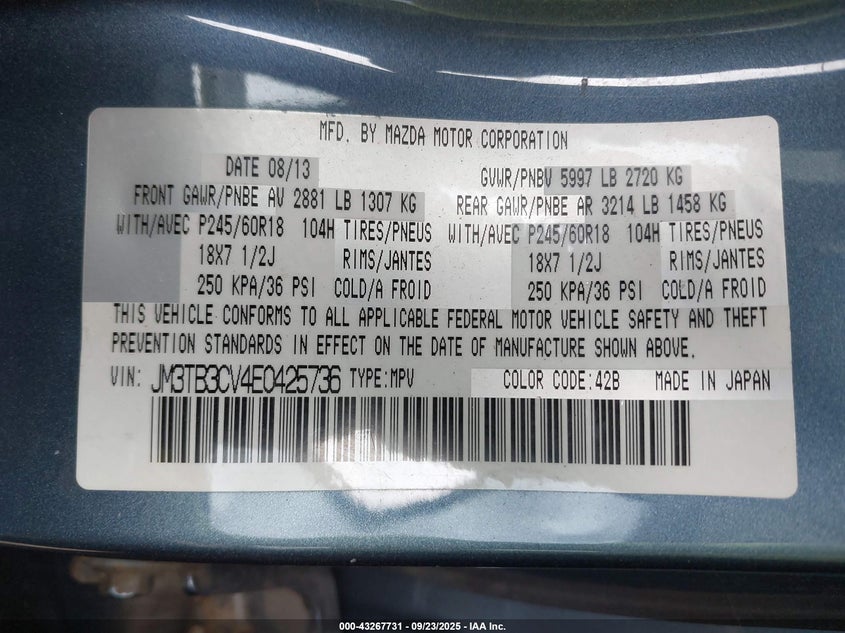 MFD. BY MAZDA MOTOR CORPORATION
DATE 08/13 GVWR/PNBV 5997 LB 2720 KG
FRONT GAWR/PNBE AV 2881 LB 1307 KG REAR GAWR/PNBE AR 3214 LB 1458 KG
WITH/AVEC P245/60R18 104H TIRES/PNEUS WITH/AVEC P245/60R18 104H TIRES/PNEUS
18X7 1/2J RIMS/JANTES 18X7 1/2J RIMS/JANTES
250 KPA/36 PSI COLD/A FROID 250 KPA/36 PSI COLD/A FROID
THIS VEHICLE CONFORMS TO ALL APPLICABLE FEDERAL MOTOR VEHICLE SAFETY AND THEFT
PREVENTION STANDARDS IN EFFECT ON THE DATE OF MANUFACTURE SHOWN ABOVE.
VIN: JM3TB3CV4E0425736 TYPE:MPV COLOR CODE:42B MADE IN JAPAN
000-43267731 - 09/23/2025 - IAA Inc.